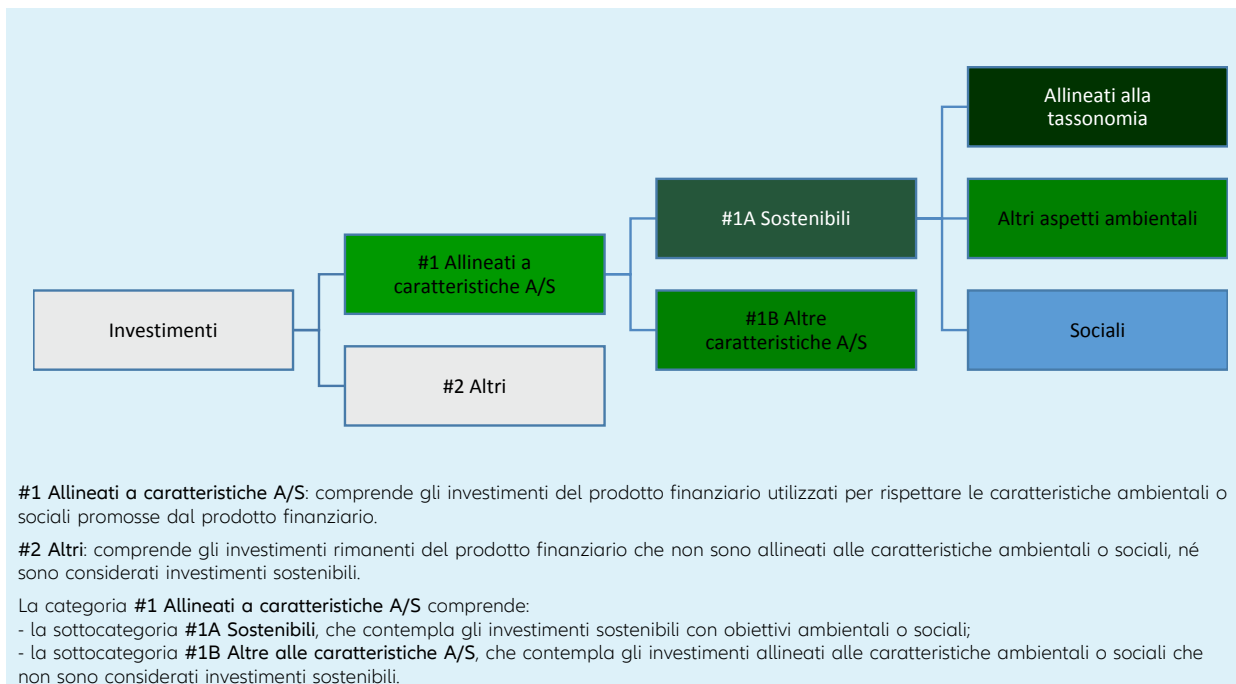 Allineati alla
tassonomia
#1A Sostenibili
Altri aspetti ambientali
#1 Allineati a
caratteristiche A/S
Investimenti
#1B Altre
caratteristiche A/S
Sociali
#2 Altri
#1 Allineati a caratteristiche A/S: comprende gli investimenti del prodotto finanziario utilizzati per rispettare le caratteristiche ambientali o
sociali promosse dal prodotto finanziario.
#2 Altri: comprende gli investimenti rimanenti del prodotto finanziario che non sono allineati alle caratteristiche ambientali o sociali, né
sono considerati investimenti sostenibili.
La categoria #1 Allineati a caratteristiche A/S comprende:
- la sottocategoria #1A Sostenibili, che contempla gli investimenti sostenibili con obiettivi ambientali o sociali;
- la sottocategoria #1B Altre alle caratteristiche A/S, che contempla gli investimenti allineati alle caratteristiche ambientali o sociali che
non sono considerati investimenti sostenibili.